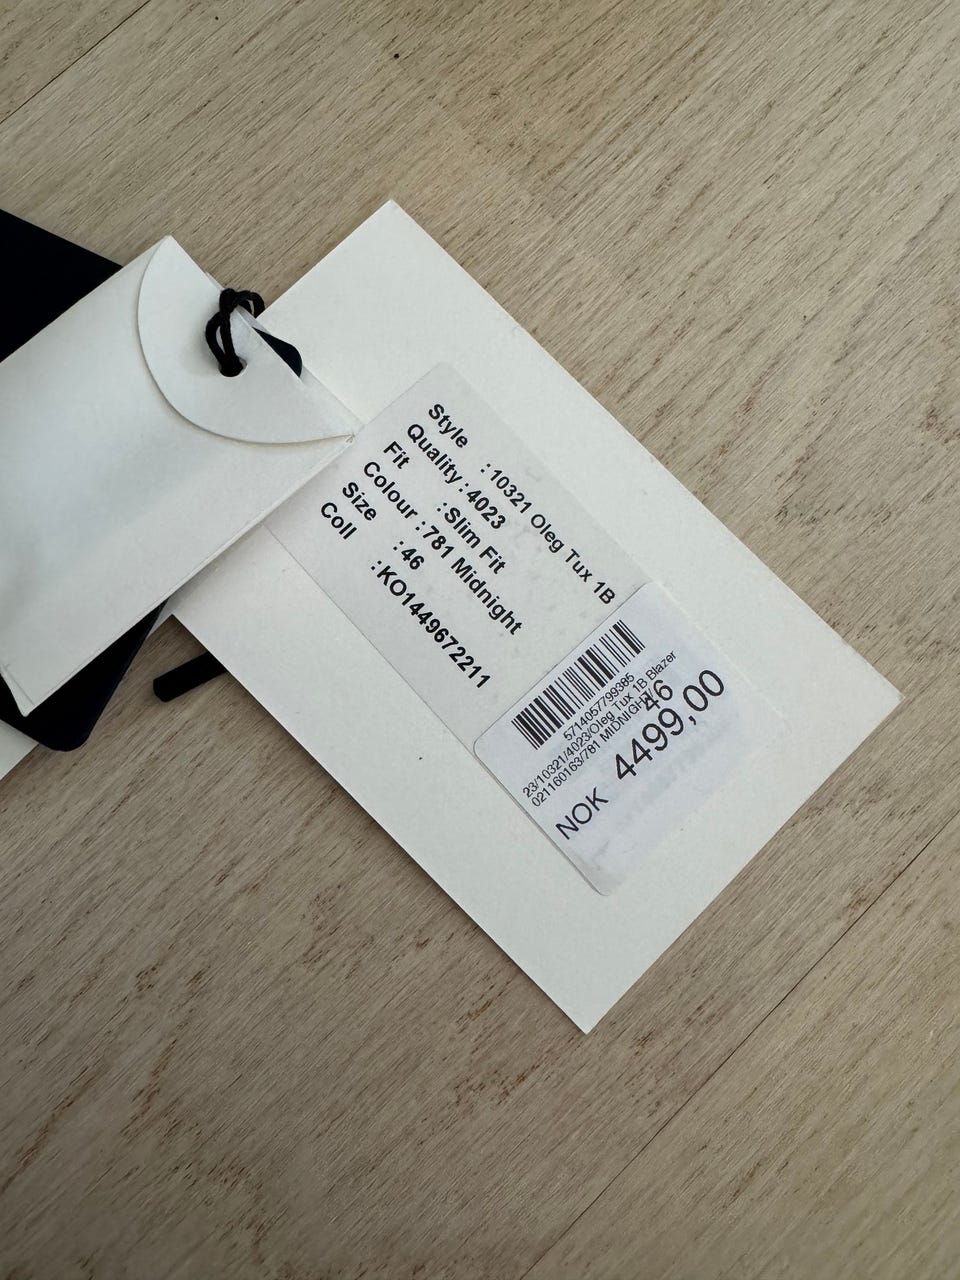 Style : 10321 Oleg Tux 1B
Quality : 4023
Fit : Slim Fit
Colour : 781 Midnight
Size : 46
Coll : KO1449672211
5714057799385
23/10321/4023/Oleg Tux 1B Blazer
021160163/781 MIDNIGHT/
46
NOK 4499,00